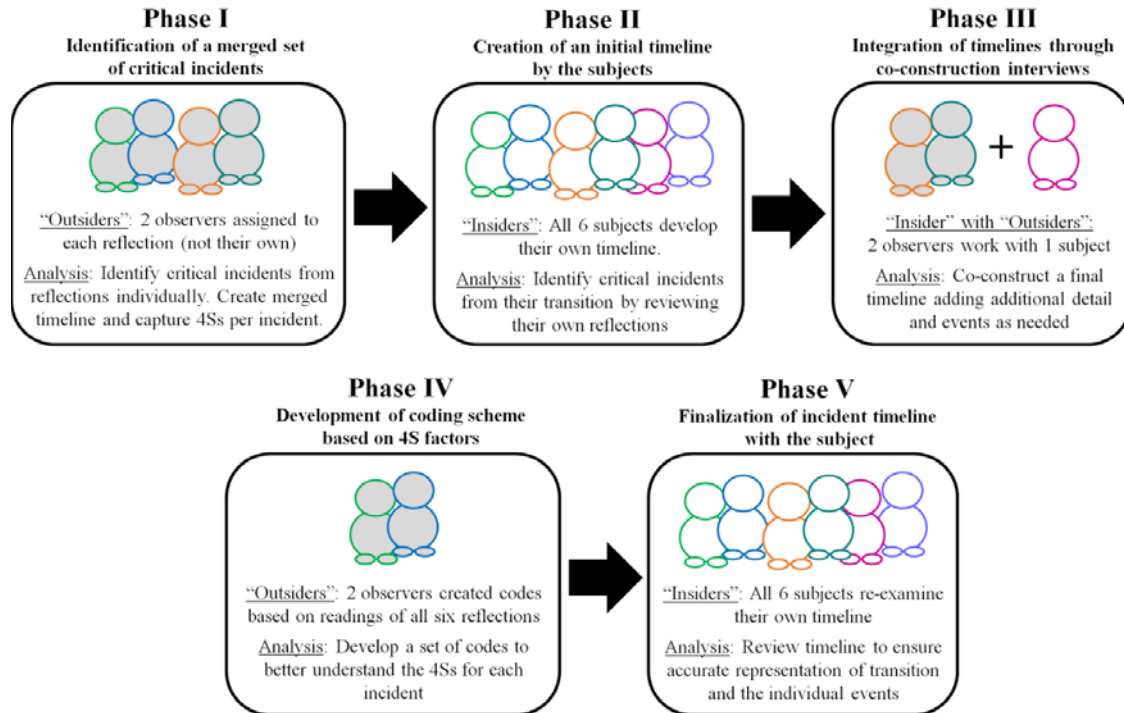 Phase I
Identification of a merged set
of critical incidents
"Outsiders": 2 observers assigned to
each reflection (not their own)
Analysis: Identify critical incidents from
reflections individually. Create merged
timeline and capture 4Ss per incident.
Phase II
Creation of an initial timeline
by the subjects
"Insiders": All 6 subjects develop
their own timeline.
Analysis: Identify critical incidents
from their transition by reviewing
their own reflections
Phase III
Integration of timelines through
co-construction interviews
+
"Insider" with "Outsiders":
2 observers work with 1 subject
Analysis: Co-construct a final
timeline adding additional detail
and events as needed
Phase IV
Development of coding scheme
based on 4S factors
"Outsiders": 2 observers created codes
based on readings of all six reflections
Analysis: Develop a set of codes to
better understand the 4Ss for each
incident
Phase V
Finalization of incident timeline
with the subject
"Insiders": All 6 subjects re-examine
their own timeline
Analysis: Review timeline to ensure
accurate representation of transition
and the individual events